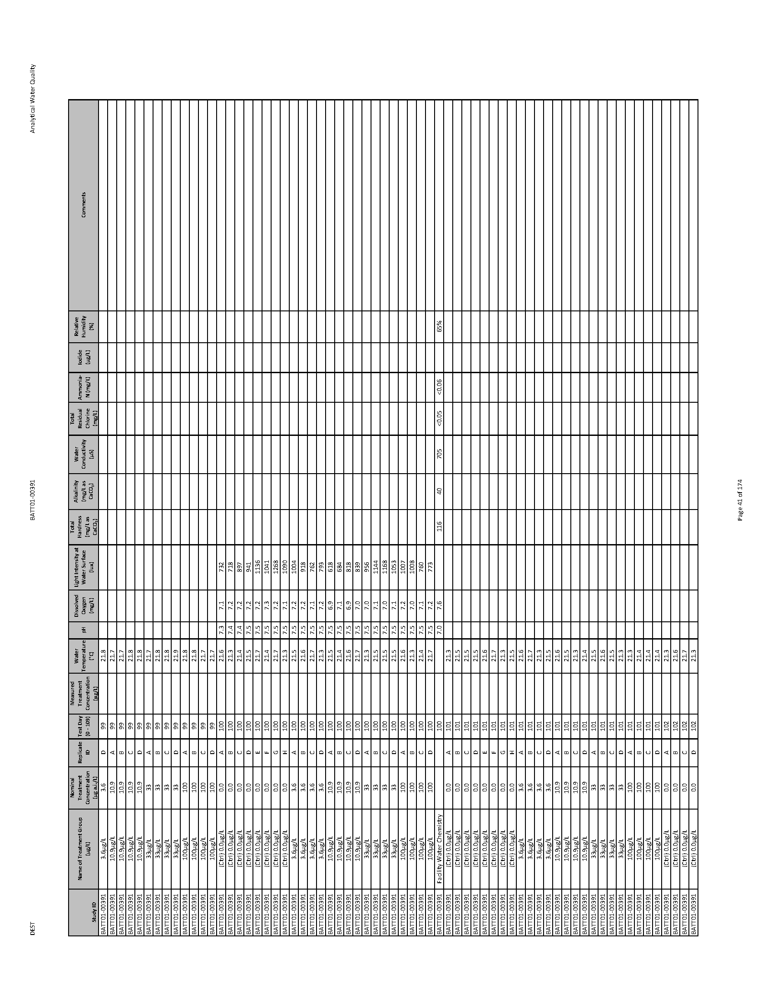 DEST BATT01-00391 Analytical Water Quality
Study ID Name of Treatment Group (µg/L) Nominal Treatment Concentration (µg a.i./L) Replicate ID Test Day (0 - 109) Measured Treatment Concentration (µg/L) Water Temperature (°C) pH Dissolved Oxygen (mg/L) Light Intensity at Water Surface (lux) Total Hardness (mg/L as CaCO₃) Alkalinity (mg/L as CaCO₃) Water Conductivity (µS) Total Residual Chlorine (mg/L) Ammonia-N (mg/L) Iodide (µg/L) Relative Humidity (%) Comments
BATT01-00391 3.6µg/L 3.6 D 99 21.8
BATT01-00391 10.9µg/L 10.9 A 99 21.7
BATT01-00391 10.9µg/L 10.9 B 99 21.7
BATT01-00391 10.9µg/L 10.9 C 99 21.8
BATT01-00391 10.9µg/L 10.9 D 99 21.8
BATT01-00391 33µg/L 33 A 99 21.7
BATT01-00391 33µg/L 33 B 99 21.8
BATT01-00391 33µg/L 33 C 99 21.8
BATT01-00391 33µg/L 33 D 99 21.9
BATT01-00391 100µg/L 100 A 99 21.8
BATT01-00391 100µg/L 100 B 99 21.8
BATT01-00391 100µg/L 100 C 99 21.7
BATT01-00391 100µg/L 100 D 99 21.7
BATT01-00391 (Ctrl) 0.0µg/L 0.0 A 100 21.6 7.3 7.1 732
BATT01-00391 (Ctrl) 0.0µg/L 0.0 B 100 21.3 7.4 7.2 718
BATT01-00391 (Ctrl) 0.0µg/L 0.0 C 100 21.4 7.4 7.2 897
BATT01-00391 (Ctrl) 0.0µg/L 0.0 D 100 21.5 7.5 7.2 941
BATT01-00391 (Ctrl) 0.0µg/L 0.0 E 100 21.7 7.5 7.2 1136
BATT01-00391 (Ctrl) 0.0µg/L 0.0 F 100 21.4 7.5 7.3 1041
BATT01-00391 (Ctrl) 0.0µg/L 0.0 G 100 21.7 7.5 7.2 1268
BATT01-00391 (Ctrl) 0.0µg/L 0.0 H 100 21.3 7.5 7.1 1090
BATT01-00391 3.6µg/L 3.6 A 100 21.5 7.5 7.2 1004
BATT01-00391 3.6µg/L 3.6 B 100 21.6 7.5 7.2 918
BATT01-00391 3.6µg/L 3.6 C 100 21.7 7.5 7.1 762
BATT01-00391 3.6µg/L 3.6 D 100 21.3 7.5 7.2 793
BATT01-00391 10.9µg/L 10.9 A 100 21.5 7.5 6.9 618
BATT01-00391 10.9µg/L 10.9 B 100 21.4 7.5 7.1 684
BATT01-00391 10.9µg/L 10.9 C 100 21.6 7.5 6.9 818
BATT01-00391 10.9µg/L 10.9 D 100 21.7 7.5 7.0 839
BATT01-00391 33µg/L 33 A 100 21.3 7.5 7.0 956
BATT01-00391 33µg/L 33 B 100 21.5 7.5 7.1 1144
BATT01-00391 33µg/L 33 C 100 21.5 7.5 7.0 1168
BATT01-00391 33µg/L 33 D 100 21.5 7.5 7.1 1053
BATT01-00391 100µg/L 100 A 100 21.6 7.5 7.2 1007
BATT01-00391 100µg/L 100 B 100 21.3 7.5 7.0 1008
BATT01-00391 100µg/L 100 C 100 21.4 7.5 7.1 760
BATT01-00391 100µg/L 100 D 100 21.7 7.5 7.2 773
BATT01-00391 Facility Water Chemistry 100 7.0 7.6 116 40 705 <0.05 <0.06 65%
BATT01-00391 (Ctrl) 0.0µg/L 0.0 A 101 21.3
BATT01-00391 (Ctrl) 0.0µg/L 0.0 B 101 21.5
BATT01-00391 (Ctrl) 0.0µg/L 0.0 C 101 21.5
BATT01-00391 (Ctrl) 0.0µg/L 0.0 D 101 21.5
BATT01-00391 (Ctrl) 0.0µg/L 0.0 E 101 21.6
BATT01-00391 (Ctrl) 0.0µg/L 0.0 F 101 21.7
BATT01-00391 (Ctrl) 0.0µg/L 0.0 G 101 21.3
BATT01-00391 (Ctrl) 0.0µg/L 0.0 H 101 21.5
BATT01-00391 3.6µg/L 3.6 A 101 21.6
BATT01-00391 3.6µg/L 3.6 B 101 21.7
BATT01-00391 3.6µg/L 3.6 C 101 21.3
BATT01-00391 3.6µg/L 3.6 D 101 21.5
BATT01-00391 10.9µg/L 10.9 A 101 21.6
BATT01-00391 10.9µg/L 10.9 B 101 21.5
BATT01-00391 10.9µg/L 10.9 C 101 21.3
BATT01-00391 10.9µg/L 10.9 D 101 21.4
BATT01-00391 33µg/L 33 A 101 21.5
BATT01-00391 33µg/L 33 B 101 21.6
BATT01-00391 33µg/L 33 C 101 21.5
BATT01-00391 33µg/L 33 D 101 21.3
BATT01-00391 100µg/L 100 A 101 21.3
BATT01-00391 100µg/L 100 B 101 21.4
BATT01-00391 100µg/L 100 C 101 21.4
BATT01-00391 100µg/L 100 D 101 21.4
BATT01-00391 (Ctrl) 0.0µg/L 0.0 A 102 21.3
BATT01-00391 (Ctrl) 0.0µg/L 0.0 B 102 21.6
BATT01-00391 (Ctrl) 0.0µg/L 0.0 C 102 21.7
BATT01-00391 (Ctrl) 0.0µg/L 0.0 D 102 21.3
Page 41 of 174